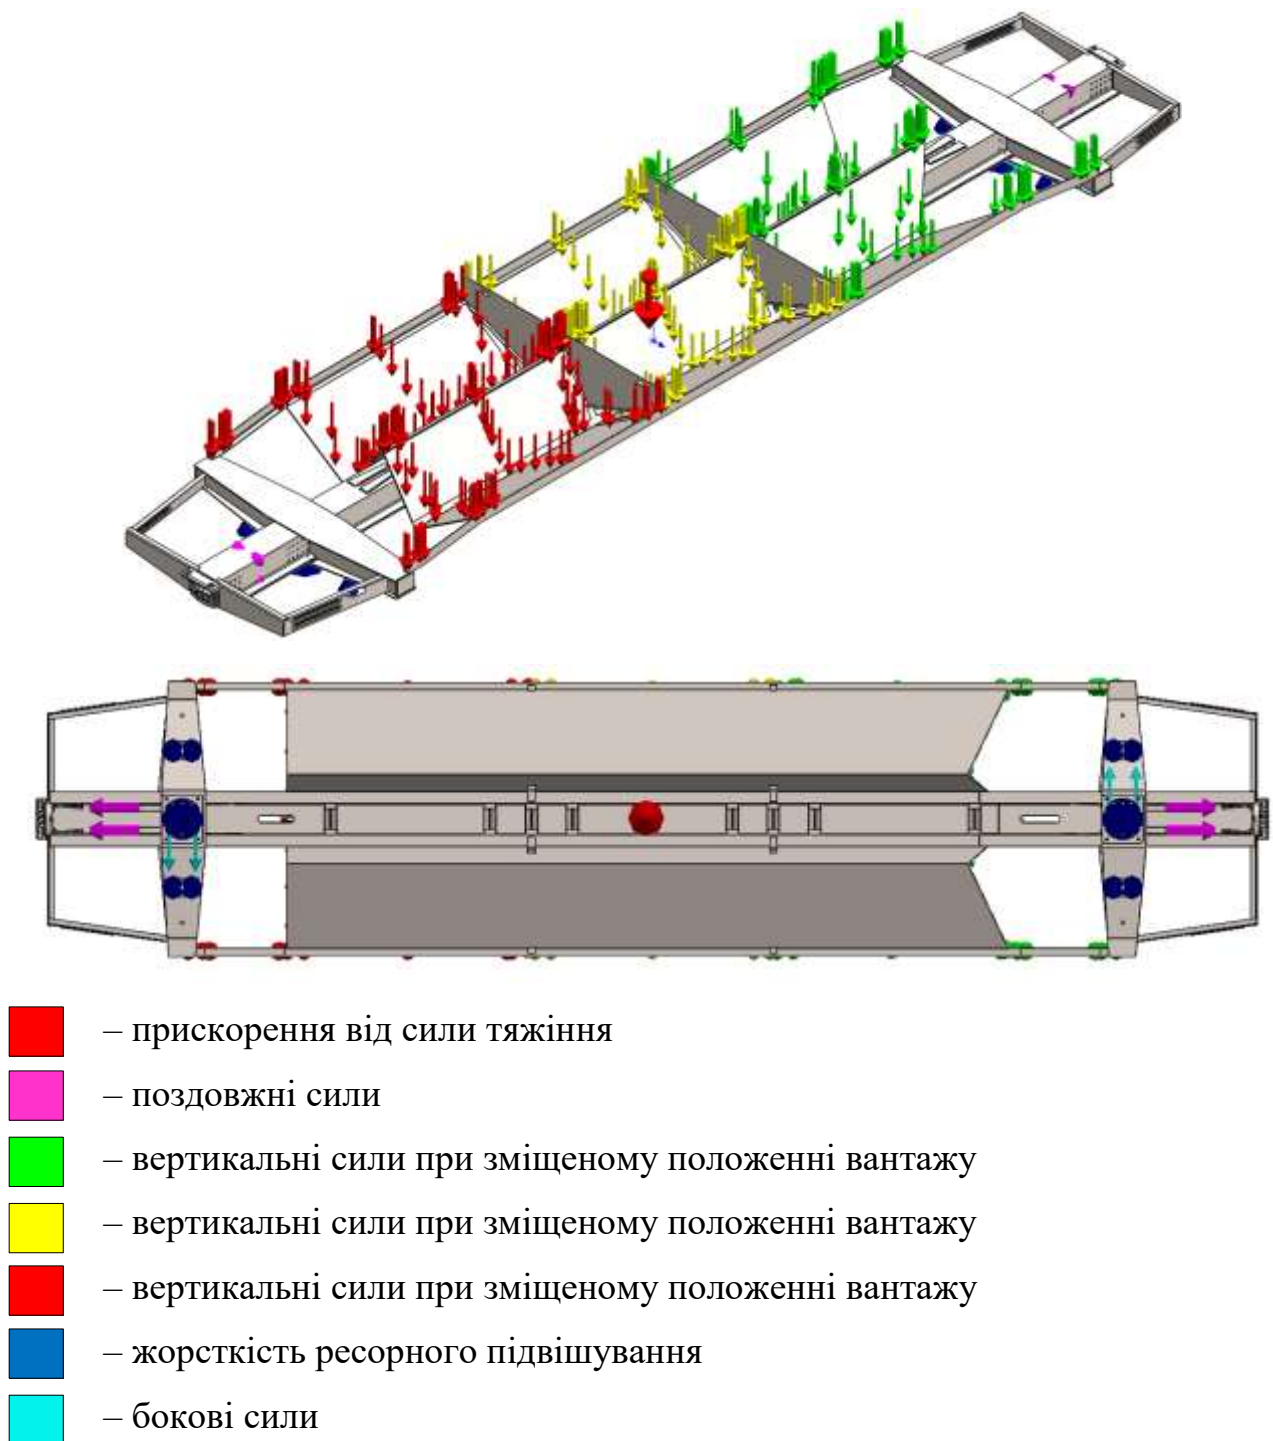 – прискорення від сили тяжіння
– поздовжні сили
– вертикальні сили при зміщеному положенні вантажу
– вертикальні сили при зміщеному положенні вантажу
– вертикальні сили при зміщеному положенні вантажу
– жорсткість ресорного підвішування
– бокові сили